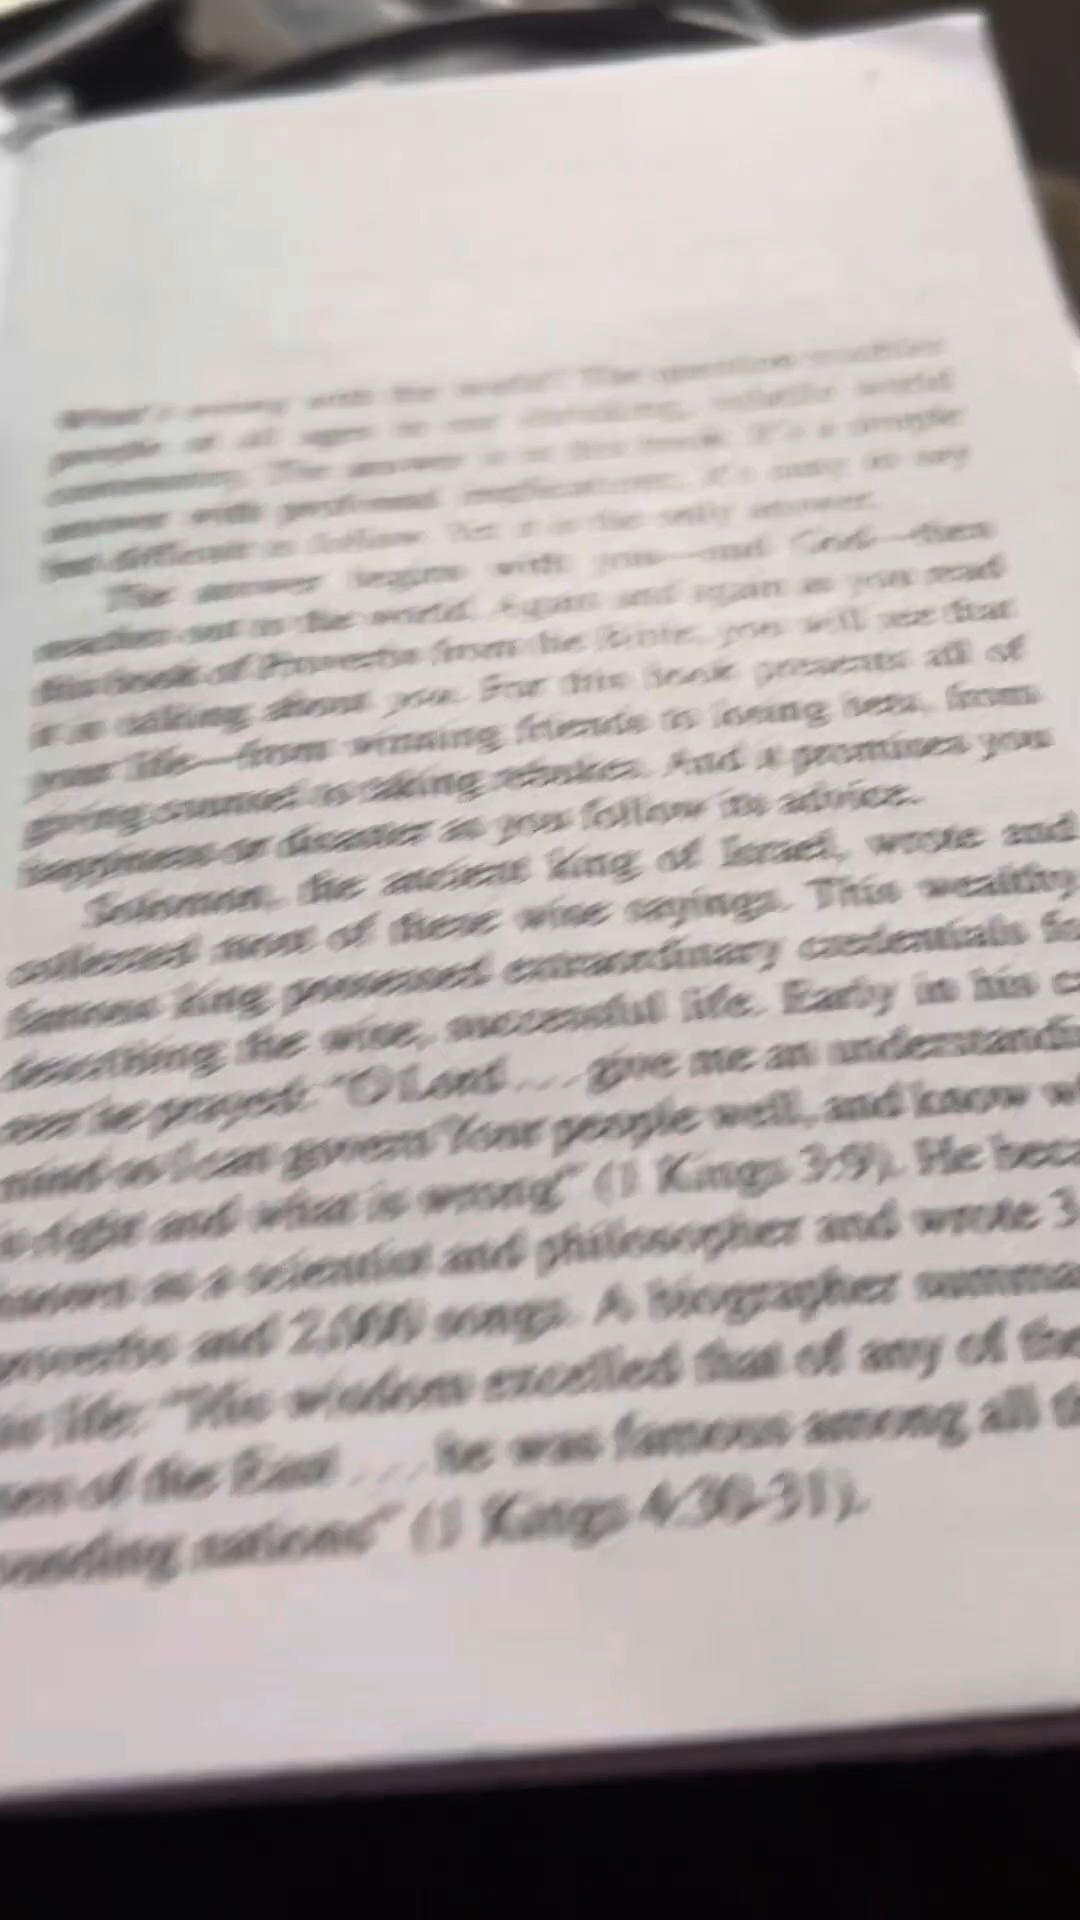 What's wrong with the world? The question troubles
people of all ages in our shrinking, volatile world
community. The answer is in this book. It's a simple
answer with profound implications. It's easy to say
but difficult to follow. Yet it is the only answer.
The answer begins with you—and God—then
reaches out to the world. Again and again as you read
this book of Proverbs from the Bible, you will see that
it is talking about you. For this book presents all of
your life—from winning friends to losing them, from
giving counsel to taking rebukes. And it promises you
happiness or disaster as you follow its advice.
Solomon, the ancient king of Israel, wrote and
collected most of these wise sayings. This wealthy,
famous king possessed extraordinary credentials
describing the wise, successful life. Early in his
he prayed: "O Lord . . . give me an
mind so I can govern Your people well, and know
is right and what is wrong" (1 Kings 3:9). He
known as a scientist and philosopher and wrote
proverbs and 2,000 songs. A biographer
his life: "His wisdom excelled that of any of the
men of the East . . . he was famous among all
nations" (1 Kings 4:30-31).